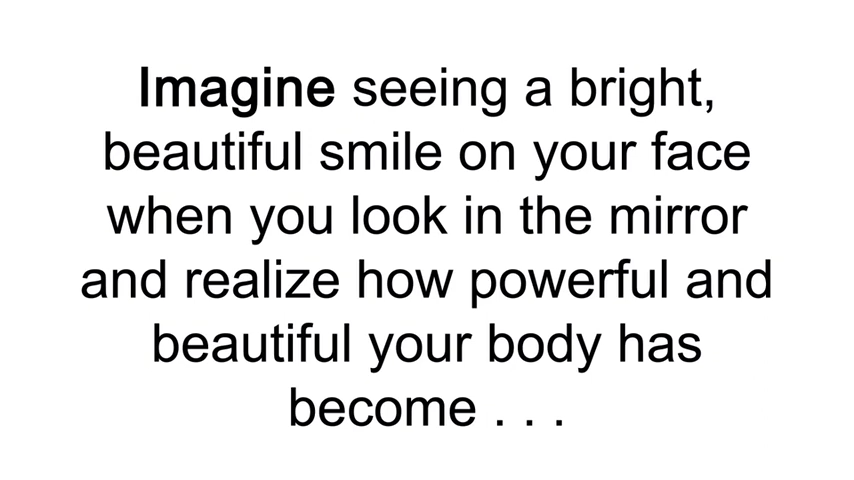 Imagine seeing a bright,
beautiful smile on your face
when you look in the mirror
and realize how powerful and
beautiful your body has
become . . .